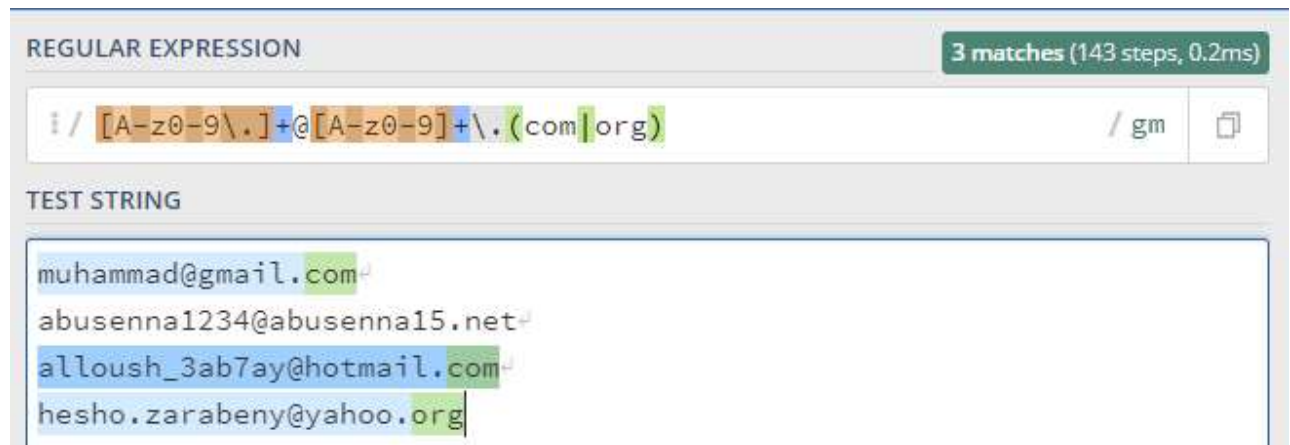 REGULAR EXPRESSION 3 matches (143 steps, 0.2ms)
/ [A-z0-9\.]+@[A-z0-9]+\.(com|org) / gm
TEST STRING
muhammad@gmail.com
abusenna1234@abusenna15.net
alloush_3ab7ay@hotmail.com
hesho.zarabeny@yahoo.org